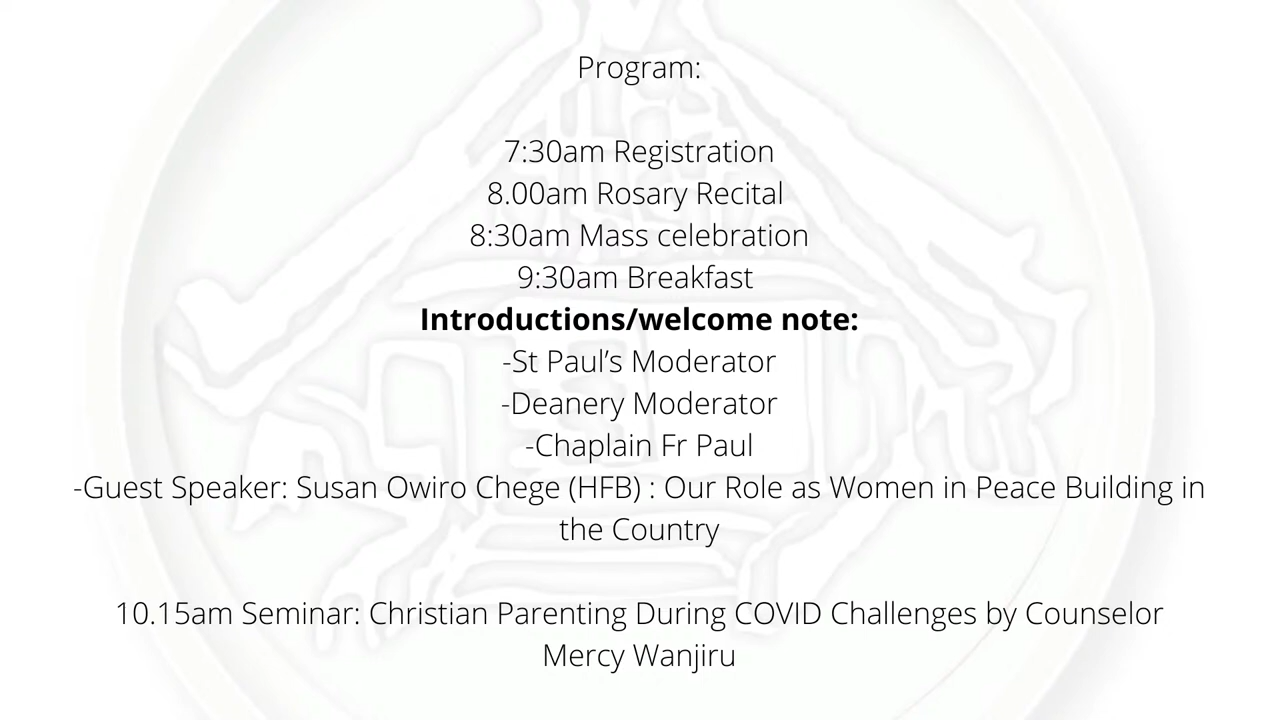 Program:
7:30am Registration
8.00am Rosary Recital
8:30am Mass celebration
9:30am Breakfast
Introductions/welcome note:
-St Paul’s Moderator
-Deanery Moderator
-Chaplain Fr Paul
-Guest Speaker: Susan Owiro Chege (HFB) : Our Role as Women in Peace Building in
the Country
10.15am Seminar: Christian Parenting During COVID Challenges by Counselor
Mercy Wanjiru